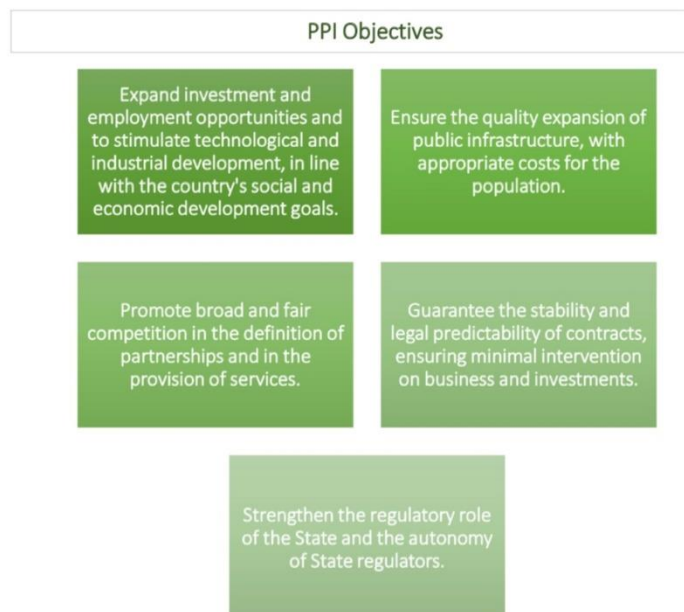 PPI Objectives
Expand investment and
employment opportunities and
to stimulate technological and
industrial development, in line
with the country's social and
economic development goals.
Ensure the quality expansion of
public infrastructure, with
appropriate costs for the
population.
Promote broad and fair
competition in the definition of
partnerships and in the
provision of services.
Guarantee the stability and
legal predictability of contracts,
ensuring minimal intervention
on business and investments.
Strengthen the regulatory role
of the State and the autonomy
of State regulators.